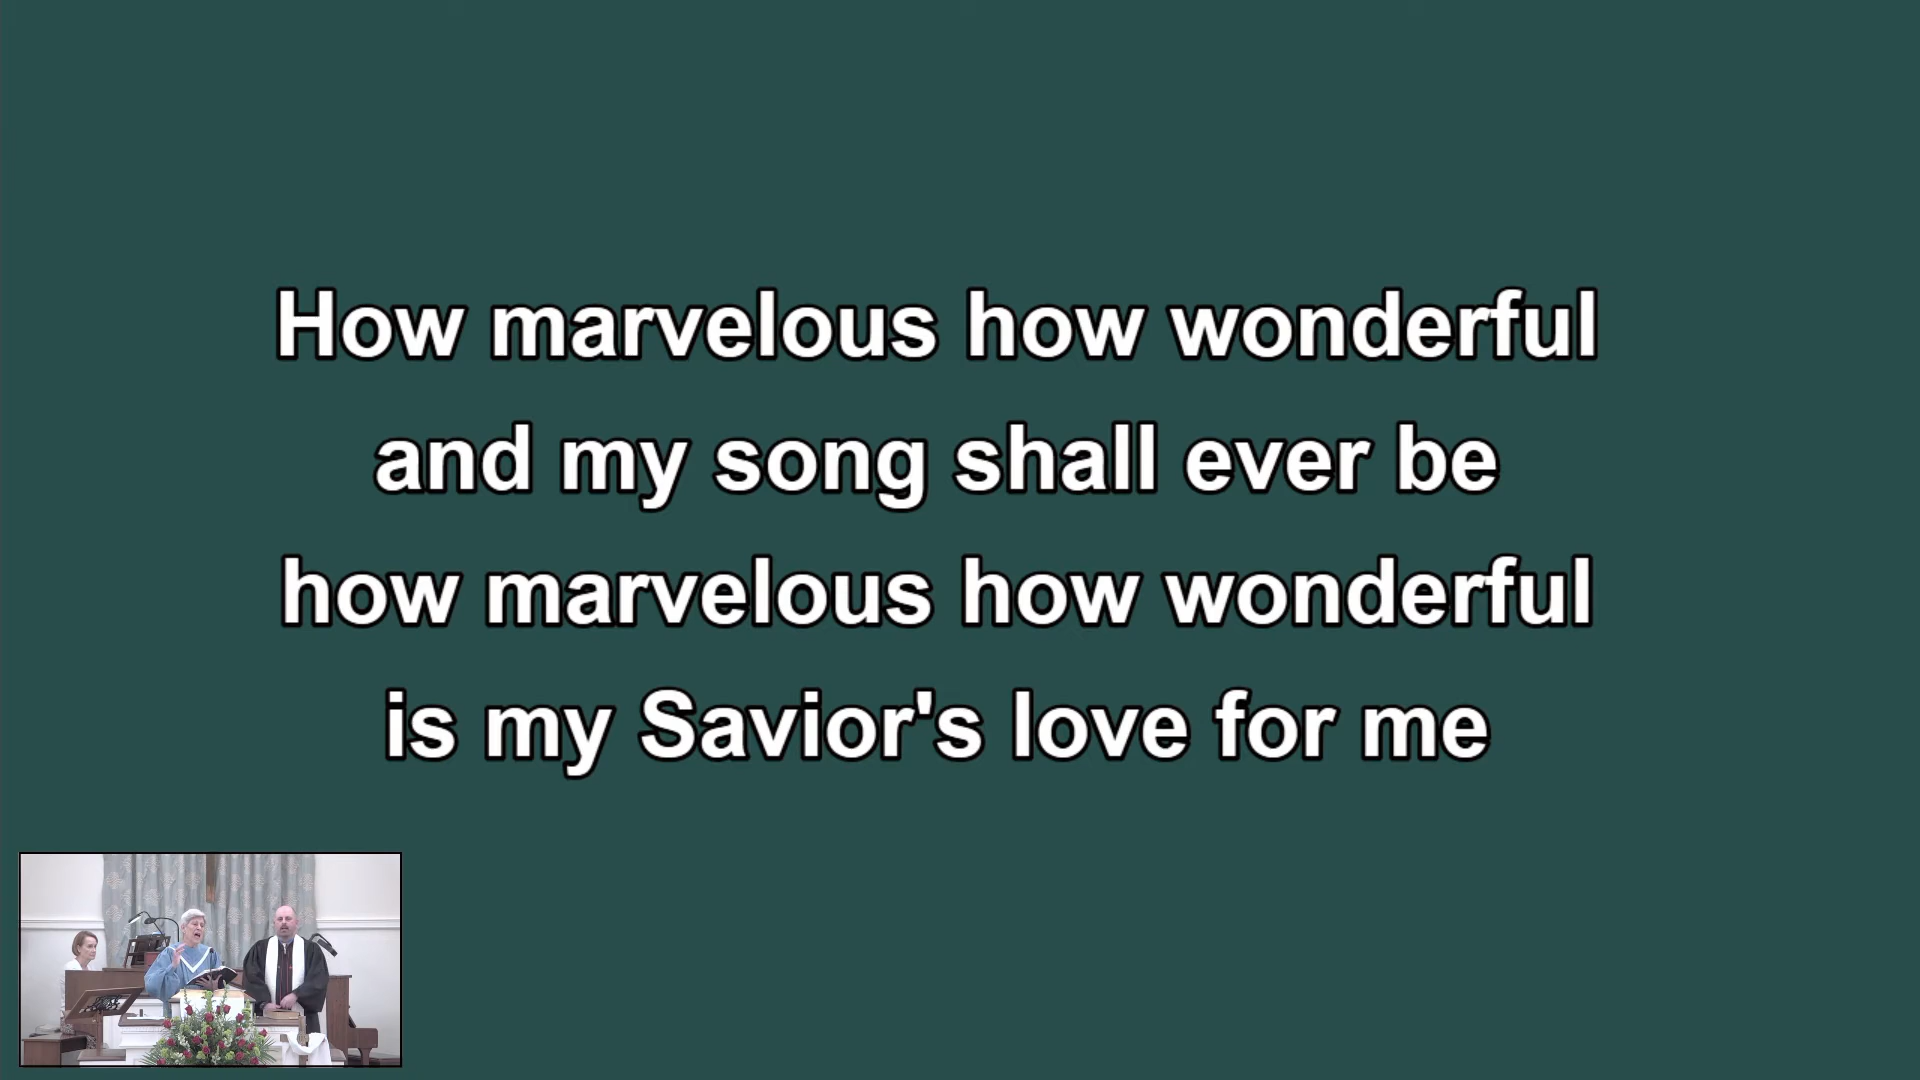 How marvelous how wonderful
and my song shall ever be
how marvelous how wonderful
is my Savior's love for me